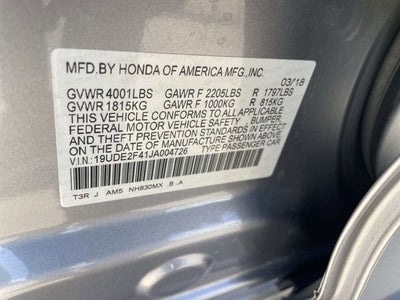 MFD.BY HONDA OF AMERICA MFG.,INC. 03/18
GVWR 4001LBS GAWR F 2205LBS R 1797LBS
GVWR 1815KG GAWR F 1000KG R 815KG
THIS VEHICLE CONFORMS TO ALL APPLICABLE
FEDERAL MOTOR VEHICLE SAFETY BUMPER,
AND THEFT PREVENTION STANDARDS IN EFFECT ON
THE DATE OF MANUFACTURE SHOWN ABOVE.
19UDE2F41JA004726 TYPE PASSENGER CAR
T3R J AM5 NH830MX B A